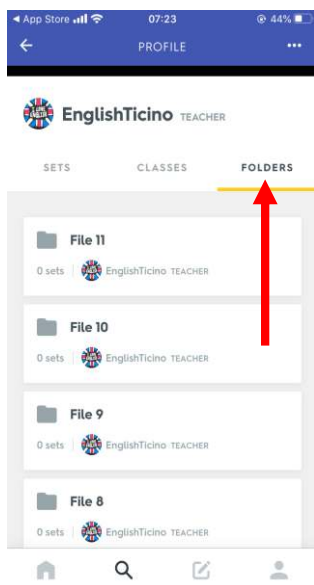 App Store 07:23 44%
PROFILE
EnglishTicino TEACHER
SETS CLASSES FOLDERS
File 11
0 sets EnglishTicino TEACHER
File 10
0 sets EnglishTicino TEACHER
File 9
0 sets EnglishTicino TEACHER
File 8
0 sets EnglishTicino TEACHER